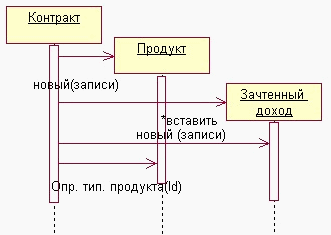 Контракт
Продукт
новый(записи)
Зачтенный
доход
*вставить
новый (записи)
Опр. тип. продукта(Id)